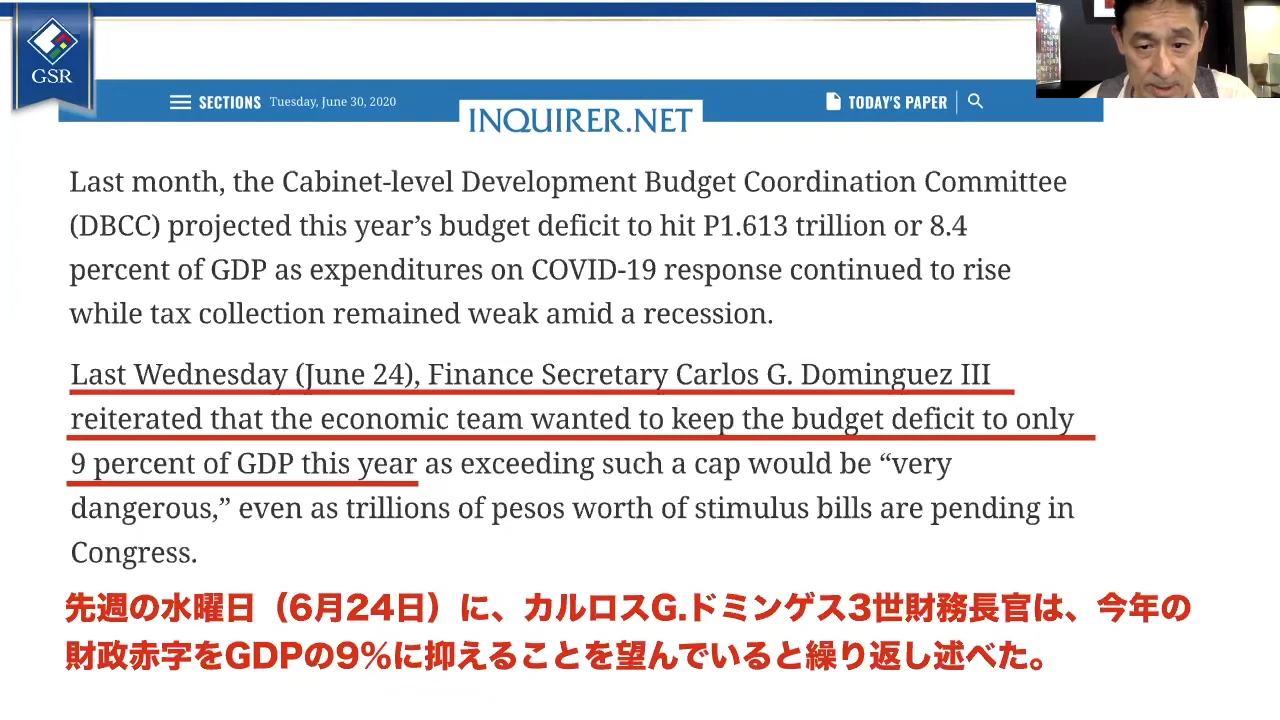 GSR
SECTIONS Tuesday, June 30, 2020
INQUIRER.NET
TODAY'S PAPER
Last month, the Cabinet-level Development Budget Coordination Committee
(DBCC) projected this year’s budget deficit to hit P1.613 trillion or 8.4
percent of GDP as expenditures on COVID-19 response continued to rise
while tax collection remained weak amid a recession.
Last Wednesday (June 24), Finance Secretary Carlos G. Dominguez III
reiterated that the economic team wanted to keep the budget deficit to only
9 percent of GDP this year as exceeding such a cap would be “very
dangerous,” even as trillions of pesos worth of stimulus bills are pending in
Congress.
先週の水曜日（6月24日）に、カルロスG.ドミンゲス3世財務長官は、今年の
財政赤字をGDPの9%に抑えることを望んでいると繰り返し述べた。